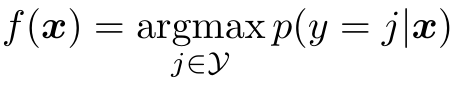 f(x) = argmax p(y = j|x)
j∈𝒴